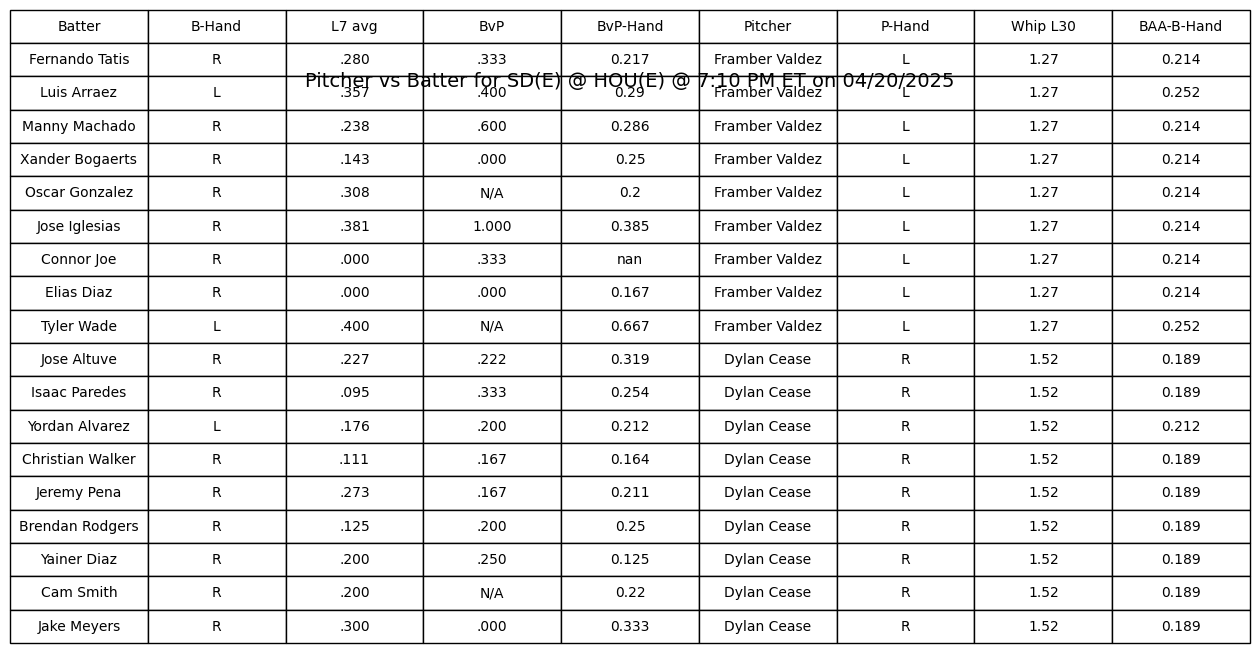 Batter B-Hand L7 avg BvP BvP-Hand Pitcher P-Hand Whip L30 BAA-B-Hand
Fernando Tatis R .280 .333 0.217 Framber Valdez L 1.27 0.214
Pitcher vs Batter for SD(E) @ HOU(E) @ 7:10 PM ET on 04/20/2025
Luis Arraez L .357 .400 0.29 Framber Valdez L 1.27 0.252
Manny Machado R .238 .600 0.286 Framber Valdez L 1.27 0.214
Xander Bogaerts R .143 .000 0.25 Framber Valdez L 1.27 0.214
Oscar Gonzalez R .308 N/A 0.2 Framber Valdez L 1.27 0.214
Jose Iglesias R .381 1.000 0.385 Framber Valdez L 1.27 0.214
Connor Joe R .000 .333 nan Framber Valdez L 1.27 0.214
Elias Diaz R .000 .000 0.167 Framber Valdez L 1.27 0.214
Tyler Wade L .400 N/A 0.667 Framber Valdez L 1.27 0.252
Jose Altuve R .227 .222 0.319 Dylan Cease R 1.52 0.189
Isaac Paredes R .095 .333 0.254 Dylan Cease R 1.52 0.189
Yordan Alvarez L .176 .200 0.212 Dylan Cease R 1.52 0.212
Christian Walker R .111 .167 0.164 Dylan Cease R 1.52 0.189
Jeremy Pena R .273 .167 0.211 Dylan Cease R 1.52 0.189
Brendan Rodgers R .125 .200 0.25 Dylan Cease R 1.52 0.189
Yainer Diaz R .200 .250 0.125 Dylan Cease R 1.52 0.189
Cam Smith R .200 N/A 0.22 Dylan Cease R 1.52 0.189
Jake Meyers R .300 .000 0.333 Dylan Cease R 1.52 0.189